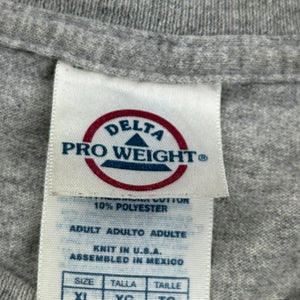 DELTA
PRO WEIGHT®
COTTON
10% POLYESTER
ADULT ADULTO ADULTE
KNIT IN U.S.A.
ASSEMBLED IN MEXICO
SIZE TALLA TAILLE
XL XG TG